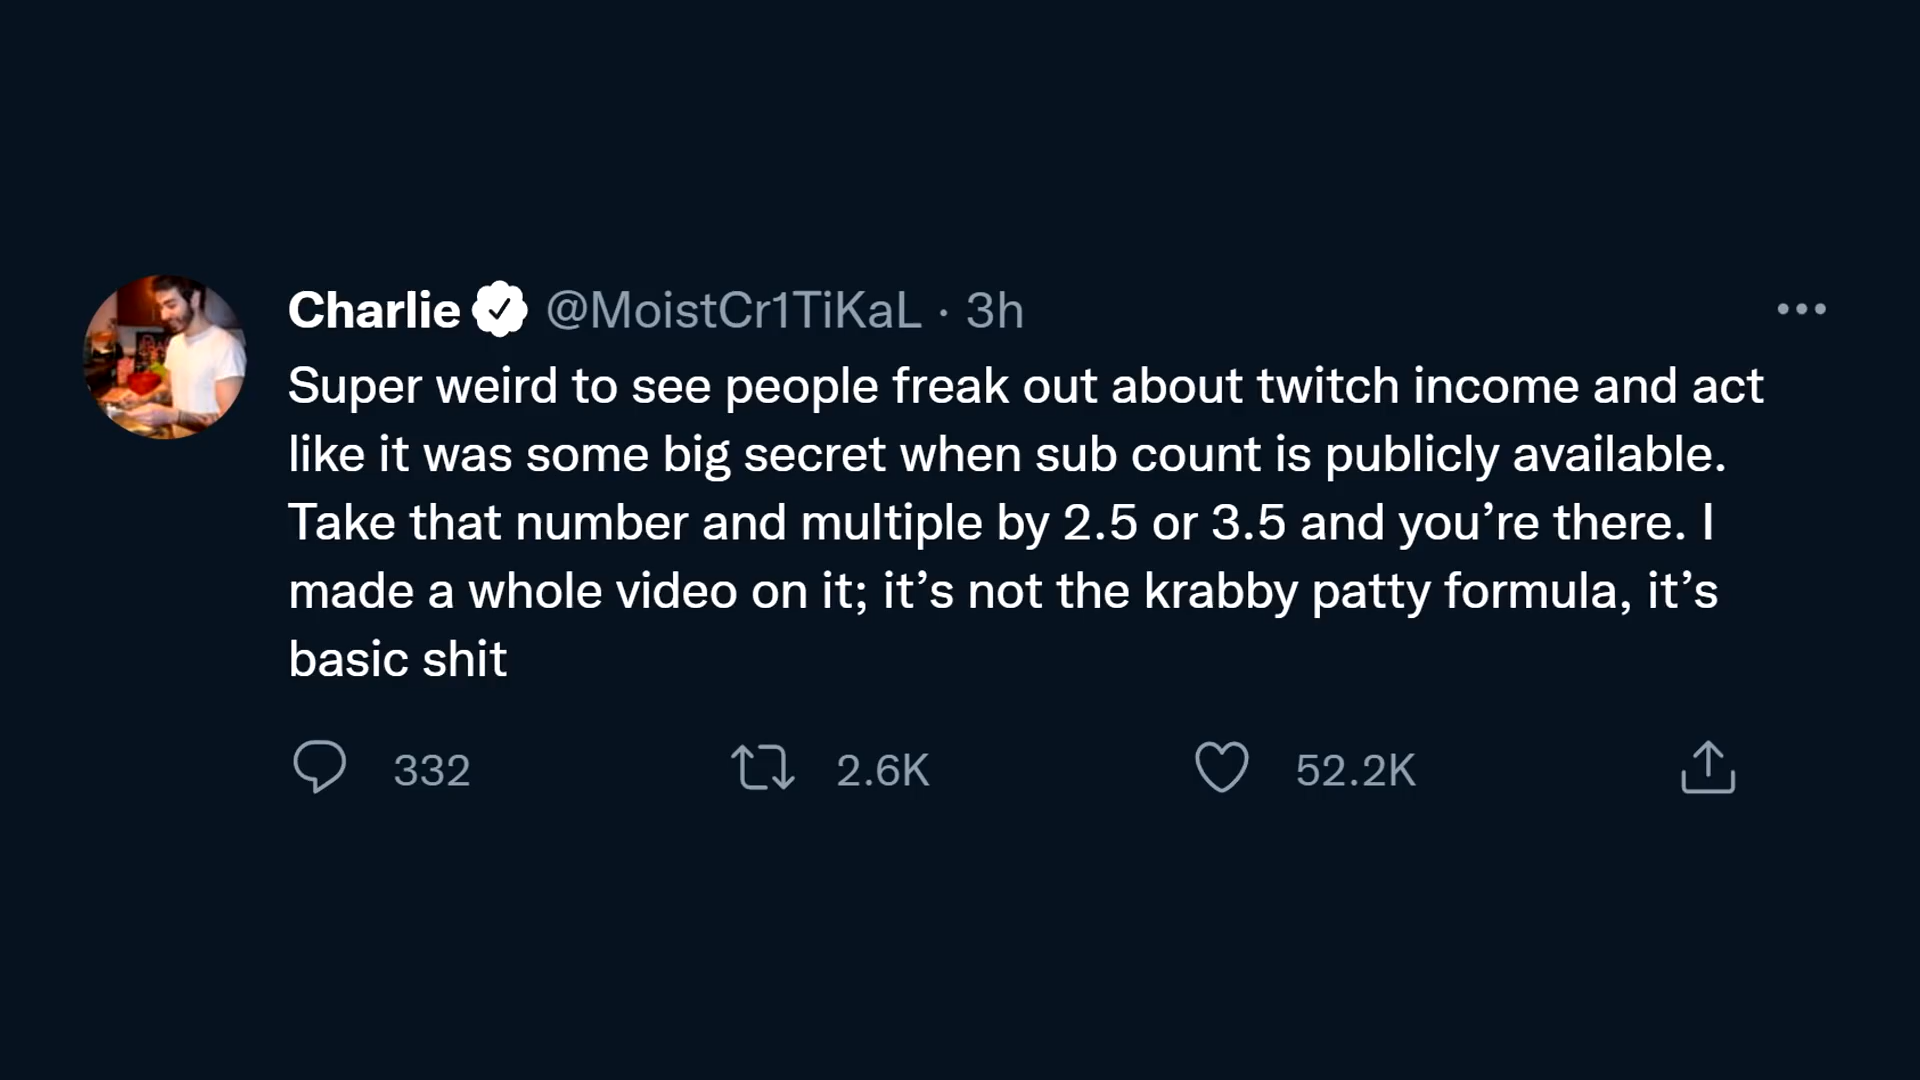 Charlie @MoistCr1TiKaL · 3h
Super weird to see people freak out about twitch income and act
like it was some big secret when sub count is publicly available.
Take that number and multiple by 2.5 or 3.5 and you’re there. I
made a whole video on it; it’s not the krabby patty formula, it’s
basic shit
332 2.6K 52.2K